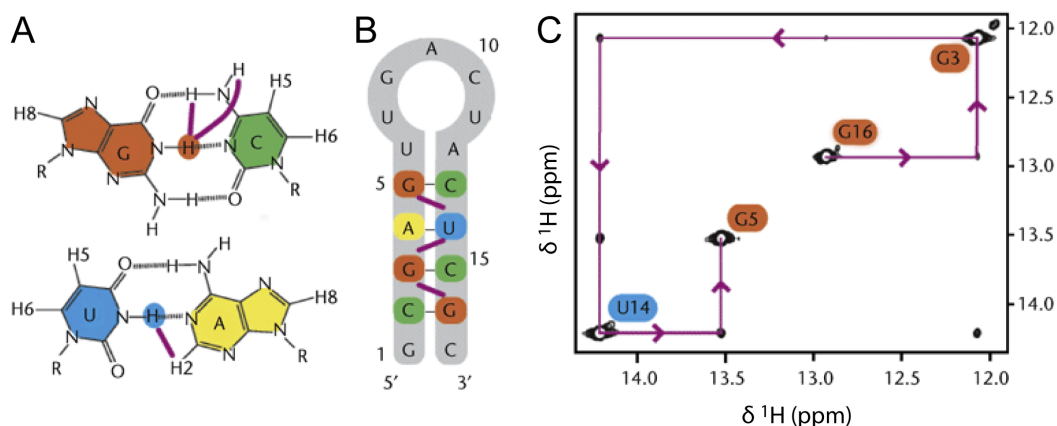 A
H
N O H N H5
H8
G N H N C H6
N N N
R N H O R
H
H
H5 O H N
N H8
H6 U N H N A
N N N
R O H2 R
B
A 10
G C
U U
U A
5 G C
A U
G C 15
C G
1 G C
5′ 3′
C
G3
G16
G5
U14
12.0
12.5
13.0
13.5
14.0
δ ¹H (ppm)
14.0 13.5 13.0 12.5 12.0
δ ¹H (ppm)